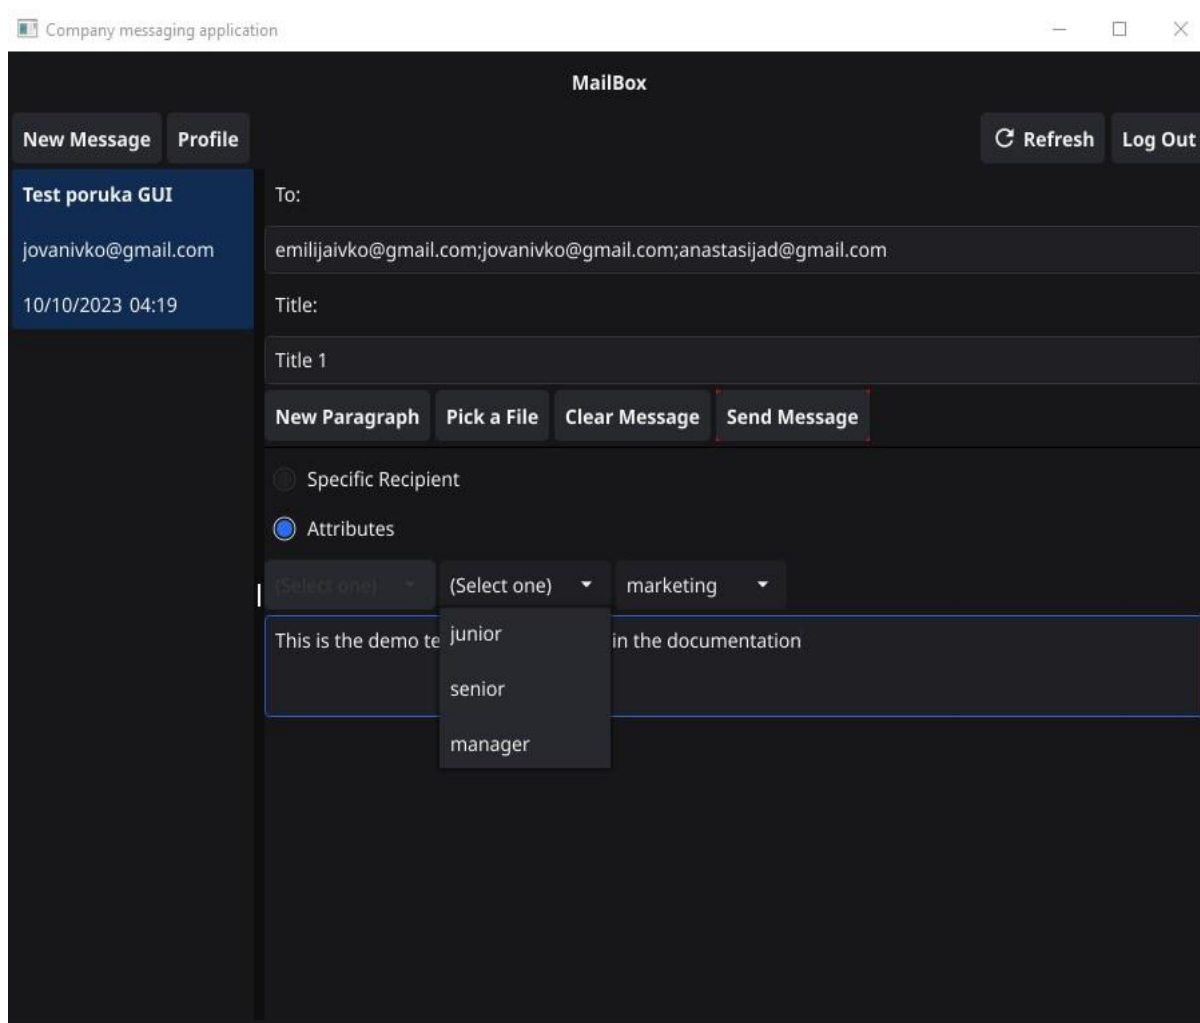 Company messaging application
MailBox
New Message Profile Refresh Log Out
Test poruka GUI
jovanivko@gmail.com
10/10/2023 04:19
To:
emilijaivko@gmail.com;jovanivko@gmail.com;anastasijad@gmail.com
Title:
Title 1
New Paragraph Pick a File Clear Message Send Message
Specific Recipient
Attributes
(Select one) (Select one) marketing
junior
senior
manager
This is the demo te in the documentation